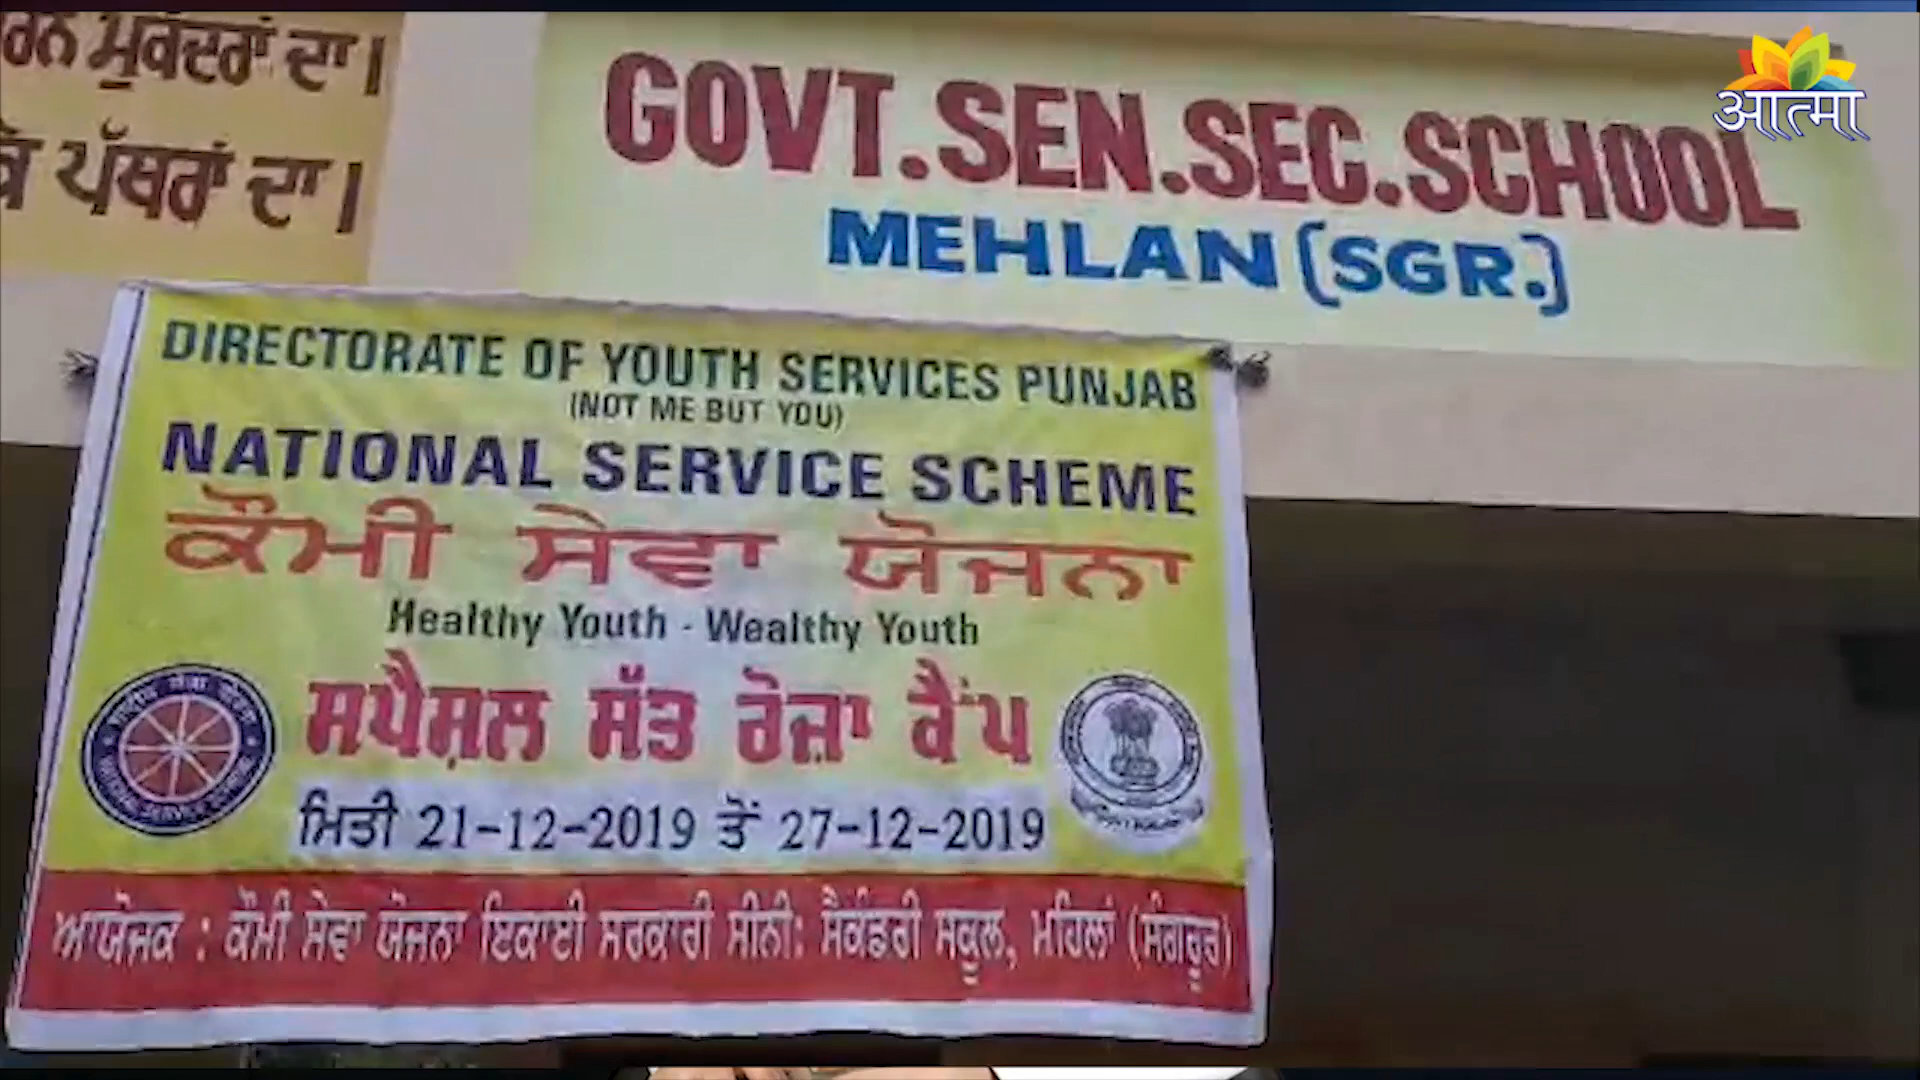 ਮੁਕੱਦਰਾਂ ਦਾ।
ਪੱਥਰਾਂ ਦਾ।
GOVT.SEN.SEC.SCHOOL
MEHLAN (SGR.)
आत्मा
DIRECTORATE OF YOUTH SERVICES PUNJAB
(NOT ME BUT YOU)
NATIONAL SERVICE SCHEME
ਕੌਮੀ ਸੇਵਾ ਯੋਜਨਾ
Healthy Youth - Wealthy Youth
ਸਪੈਸ਼ਲ ਸੱਤ ਰੋਜ਼ਾ ਕੈਂਪ
ਮਿਤੀ 21-12-2019 ਤੋਂ 27-12-2019
ਆਯੋਜਕ : ਕੌਮੀ ਸੇਵਾ ਯੋਜਨਾ ਇਕਾਈ ਸਰਕਾਰੀ ਸੀਨੀ: ਸੈਕੰਡਰੀ ਸਕੂਲ, ਮਹਿਲਾਂ (ਸੰਗਰੂਰ)